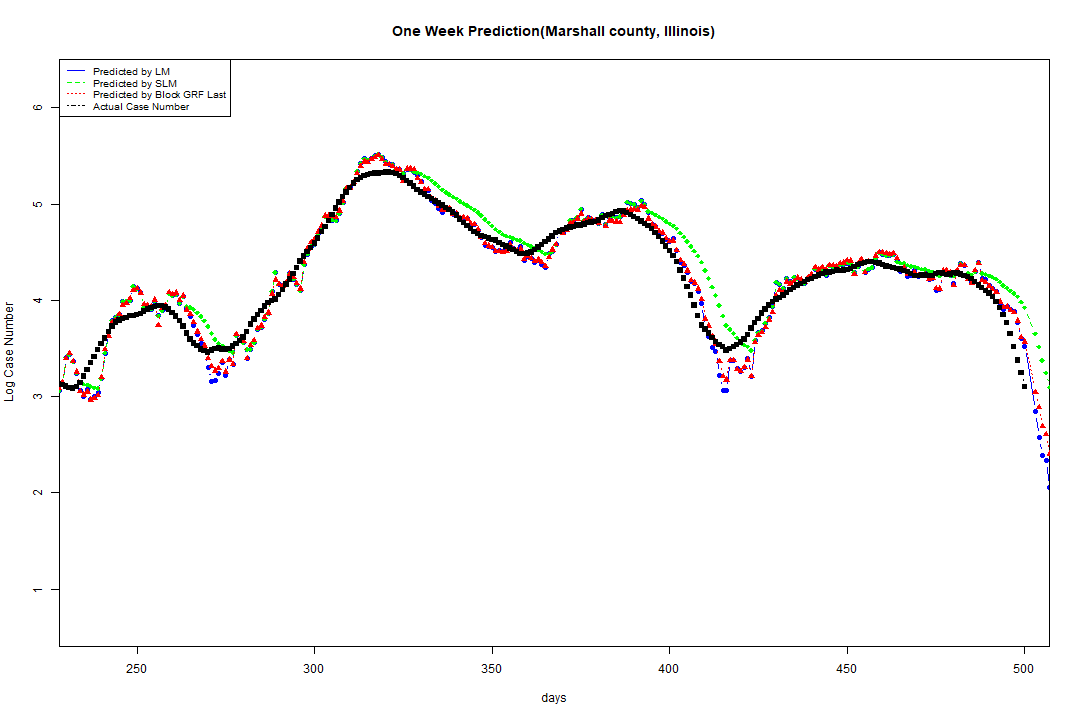 One Week Prediction(Marshall county, Illinois)
Predicted by LM
Predicted by SLM
Predicted by Block GRF Last
Actual Case Number
Log Case Number
6
5
4
3
2
1
250 300 350 400 450 500
days